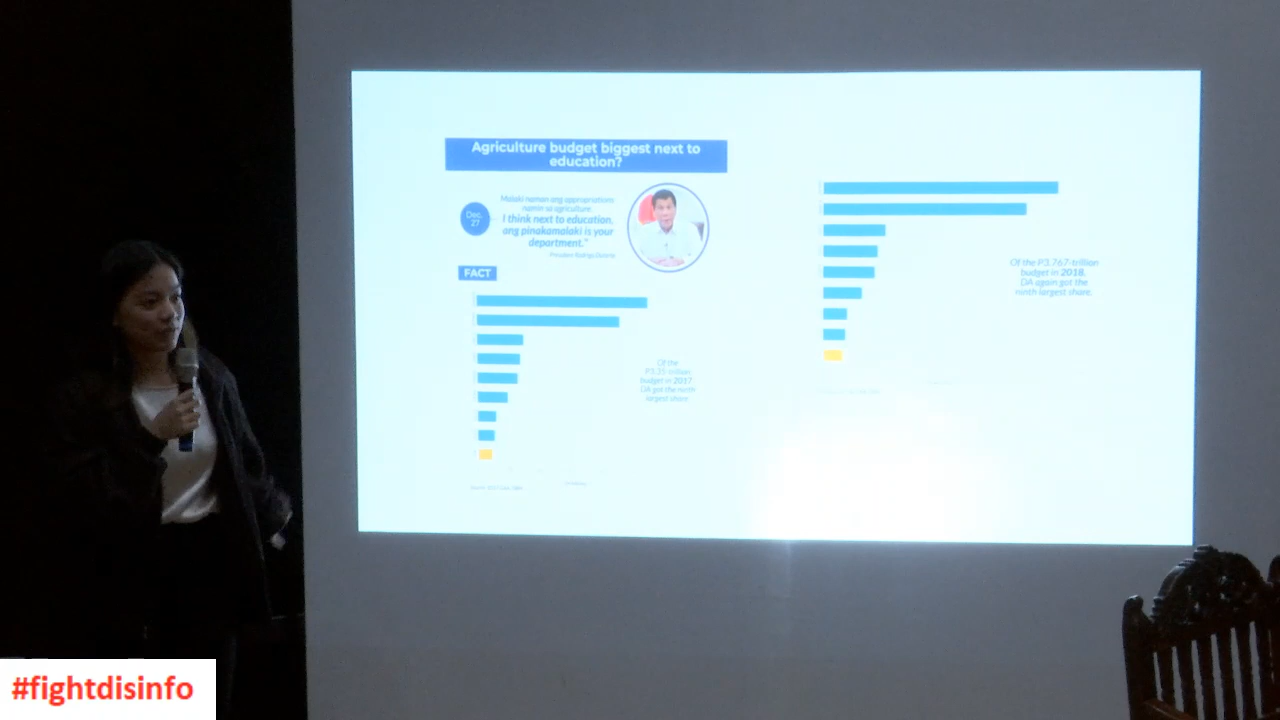 Agriculture budget biggest next to
education?
Dec.
27
Malaki naman ang appropriations
namin sa agriculture.
I think next to education,
ang pinakamalaki is your
department."
President Rodrigo Duterte
FACT
Of the
P3.35 trillion
budget in 2017
DA got the ninth
largest share
Of the P3.767-trillion
budget in 2018,
DA again got the
ninth largest share.
#fightdisinfo